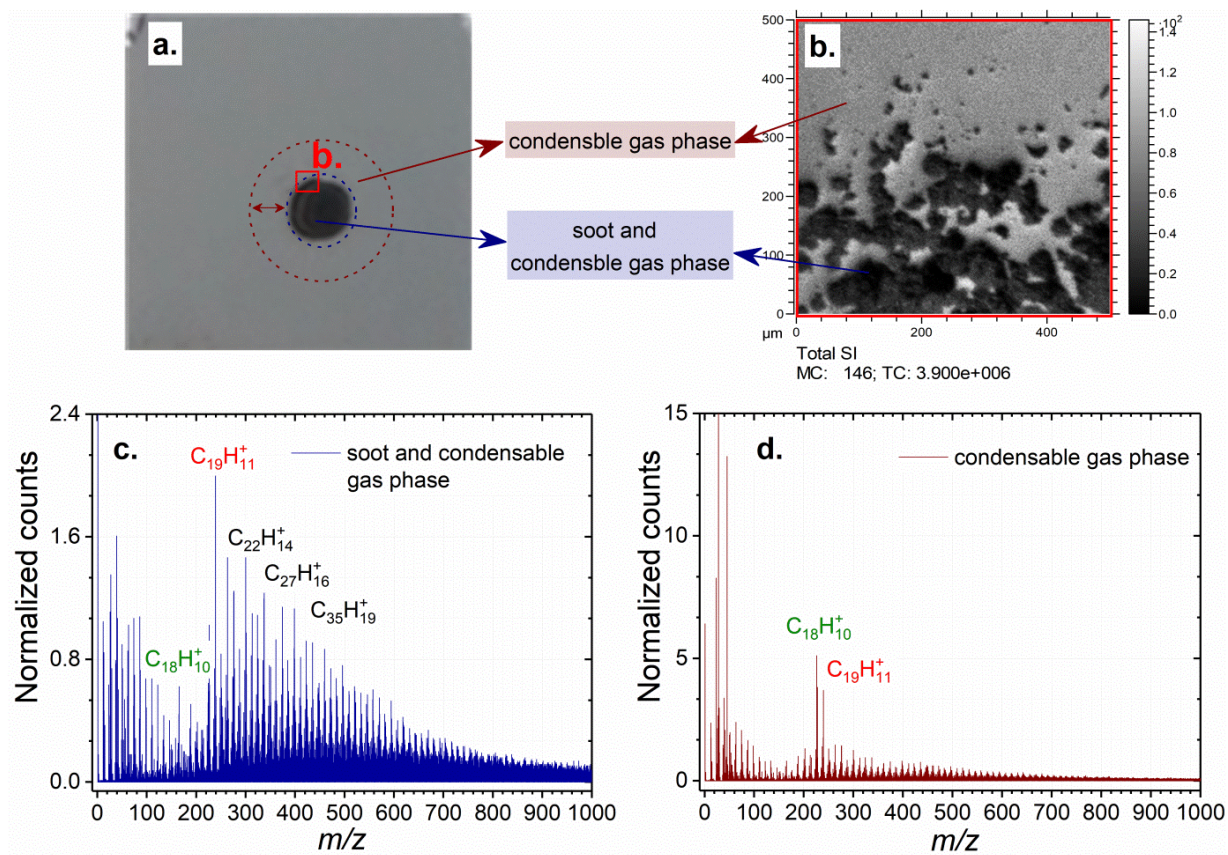 a.
b.
condensble gas phase
soot and
condensble gas phase
b.
500
400
300
200
100
0
µm
0
200
400
·10²
1.4
1.2
1.0
0.8
0.6
0.4
0.2
0.0
Total SI
MC: 146; TC: 3.900e+006
c.
soot and condensable
gas phase
C₁₉H₁₁⁺
C₂₂H₁₄⁺
C₂₇H₁₆⁺
C₃₅H₁₉⁺
C₁₈H₁₀⁺
Normalized counts
2.4
1.6
0.8
0.0
0 100 200 300 400 500 600 700 800 900 1000
m/z
d.
condensable gas phase
C₁₈H₁₀⁺
C₁₉H₁₁⁺
Normalized counts
15
10
5
0
0 100 200 300 400 500 600 700 800 900 1000
m/z